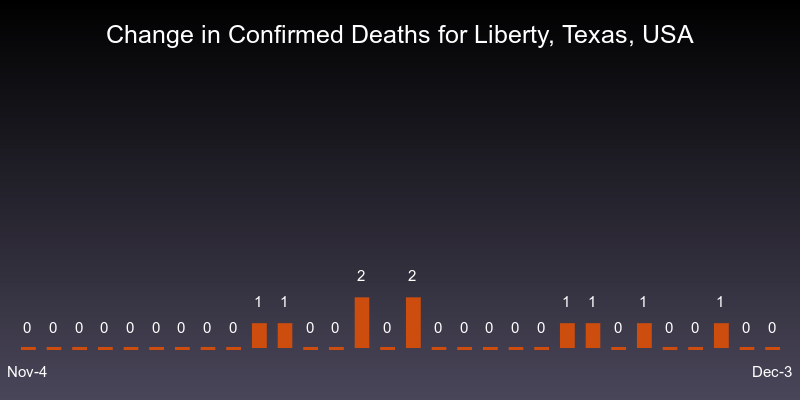 Change in Confirmed Deaths for Liberty, Texas, USA
2 2
1 1 1 1 1 1
0 0 0 0 0 0 0 0 0 0 0 0 0 0 0 0 0 0 0 0 0 0
Nov-4 Dec-3